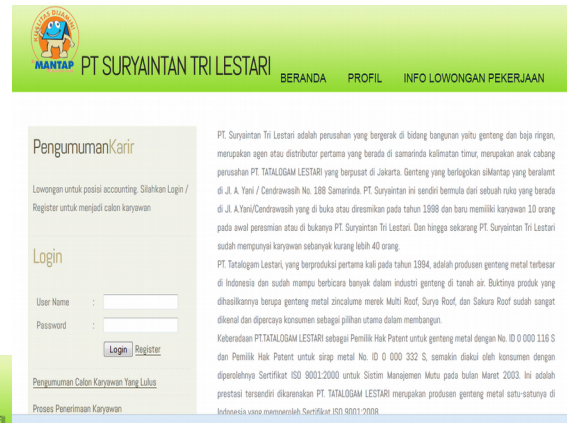 KUALITAS DIJAMIN
MANTAP
PT SURYAINTAN TRI LESTARI
BERANDA PROFIL INFO LOWONGAN PEKERJAAN
PengumumanKarir
Lowongan untuk posisi accounting. Silahkan Login /
Register untuk menjadi calon karyawan
Login
User Name :
Password :
Login Register
Pengumuman Calon Karyawan Yang Lulus
Proses Penerimaan Karyawan
PT. Suryaintan Tri Lestari adalah perusahan yang bergerak di bidang bangunan yaitu genteng dan baja ringan,
merupakan agen atau distributor pertama yang berada di samarinda kalimatan timur, merupakan anak cabang
perusahan PT. TATALOGAM LESTARI yang berpusat di Jakarta. Genteng yang berlogokan siMantap yang beralamt
di Jl. A. Yani / Cendrawasih No. 188 Samarinda. PT. Suryaintan ini sendiri bermula dari sebuah ruko yang berada
di Jl. A.Yani/Cendrawasih yang di buka atau diresmikan pada tahun 1998 dan baru memiliki karyawan 10 orang
pada awal peresmian atau di bukanya PT. Suryaintan Tri Lestari. Dan hingga sekarang PT. Suryaintan Tri Lestari
sudah mempunyai karyawan sebanyak kurang lebih 40 orang.
PT. Tatalogam Lestari, yang berproduksi pertama kali pada tahun 1994, adalah produsen genteng metal terbesar
di Indonesia dan sudah mampu berbicara banyak dalam industri genteng di tanah air. Buktinya produk yang
dihasilkannya berupa genteng metal zincalume merek Multi Roof, Surya Roof, dan Sakura Roof sudah sangat
dikenal dan dipercaya konsumen sebagai pilihan utama dalam membangun.
Keberadaan PT.TATALOGAM LESTARI sebagai Pemilik Hak Patent untuk genteng metal dengan No. ID 0 000 116 S
dan Pemilik Hak Patent untuk sirap metal No. ID 0 000 332 S, semakin diakui oleh konsumen dengan
diperolehnya Sertifikat ISO 9001:2000 untuk Sistim Manajemen Mutu pada bulan Maret 2003. Ini adalah
prestasi tersendiri dikarenakan PT. TATALOGAM LESTARI merupakan produsen genteng metal satu-satunya di
Indonesia yang memperoleh Sertifikat ISO 9001:2008